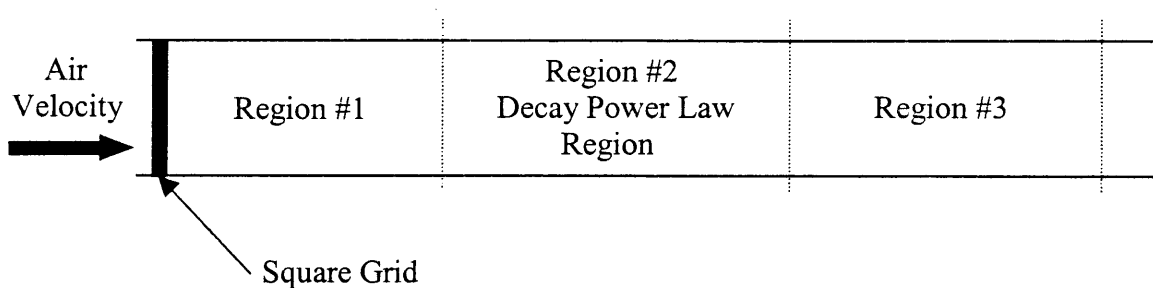 Air
Velocity
Region #1
Region #2
Decay Power Law
Region
Region #3
Square Grid